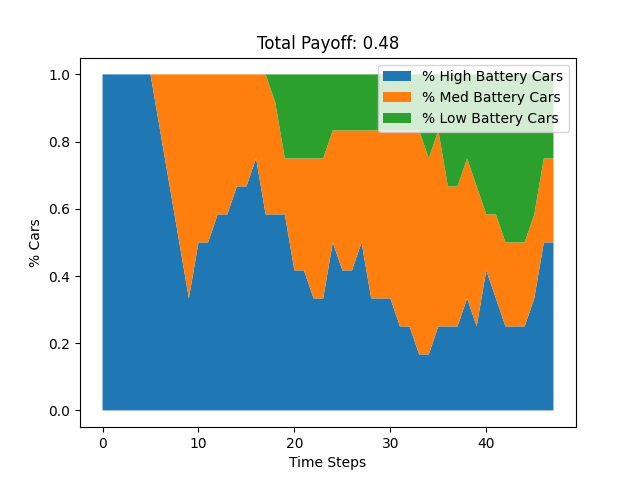 Total Payoff: 0.48
1.0
0.8
0.6
0.4
0.2
0.0
% Cars
% High Battery Cars
% Med Battery Cars
% Low Battery Cars
0 10 20 30 40
Time Steps